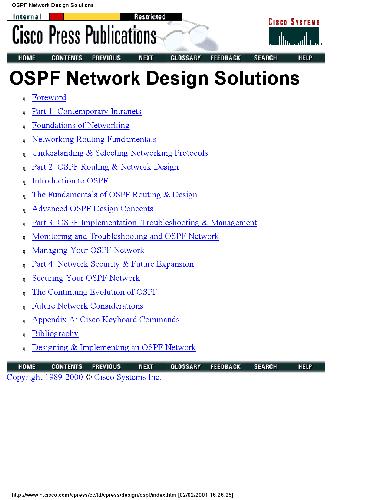 OSPF Network Design Solutions
Internal Restricted
Cisco Press Publications
CISCO SYSTEMS
HOME CONTENTS PREVIOUS NEXT GLOSSARY FEEDBACK SEARCH HELP
OSPF Network Design Solutions
Foreword
Part 1: Contemporary Intranets
Foundations of Networking
Networking Routing Fundamentals
Understanding & Selecting Networking Protocols
Part 2: OSPF Routing & Network Design
Introduction to OSPF
The Fundamentals of OSPF Routing & Design
Advanced OSPF Design Concepts
Part 3: OSPF Implementation, Troubleshooting & Management
Monitoring and Troubleshooting and OSPF Network
Managing Your OSPF Network
Part 4: Network Security & Future Expansion
Securing Your OSPF Network
The Continuing Evolution of OSPF
Future Network Considerations
Appendix A: Cisco Keyboard Commands
Bibliography
Designing & Implementing an OSPF Network
HOME CONTENTS PREVIOUS NEXT GLOSSARY FEEDBACK SEARCH HELP
Copyright 1989-2000 © Cisco Systems Inc.
[02/02/2001 16:26:25]